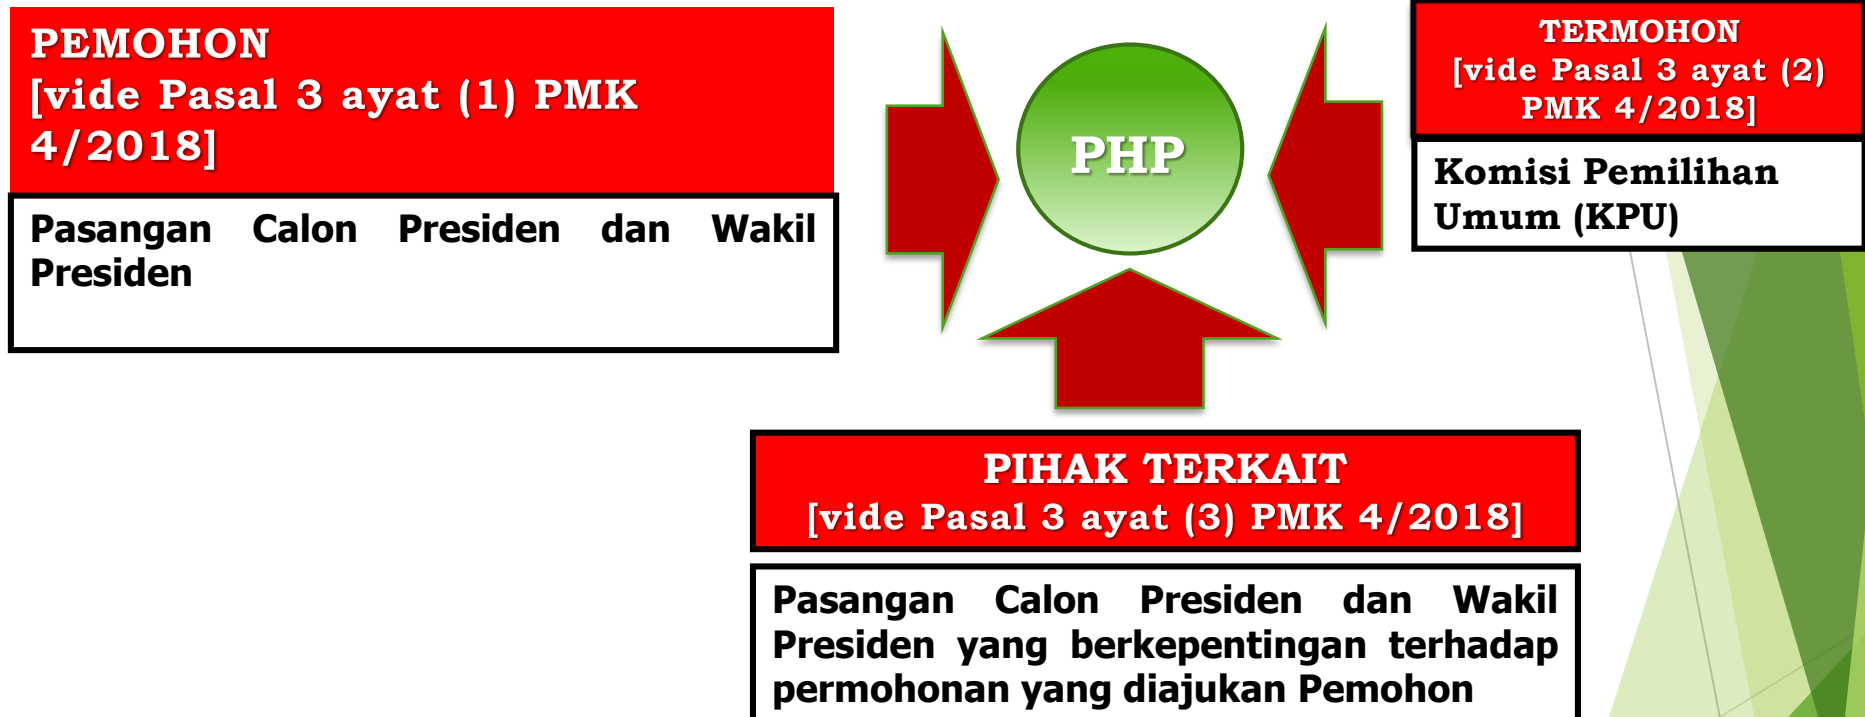 PEMOHON
[vide Pasal 3 ayat (1) PMK
4/2018]
Pasangan Calon Presiden dan Wakil
Presiden
PHP
TERMOHON
[vide Pasal 3 ayat (2)
PMK 4/2018]
Komisi Pemilihan
Umum (KPU)
PIHAK TERKAIT
[vide Pasal 3 ayat (3) PMK 4/2018]
Pasangan Calon Presiden dan Wakil
Presiden yang berkepentingan terhadap
permohonan yang diajukan Pemohon